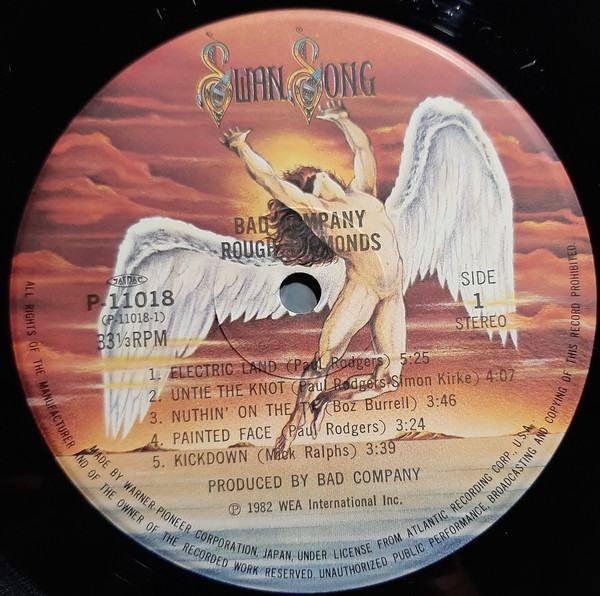 SWAN SONG
BAD COMPANY
ROUGH DIAMONDS
P-11018
(P-11018-1)
33⅓RPM
SIDE
1
STEREO
1. ELECTRIC LAND (Paul Rodgers) 5:25
2. UNTIE THE KNOT (Paul Rodgers-Simon Kirke) 4:07
3. NUTHIN' ON THE TV (Boz Burrell) 3:46
4. PAINTED FACE (Paul Rodgers) 3:24
5. KICKDOWN (Mick Ralphs) 3:39
PRODUCED BY BAD COMPANY
Ⓟ 1982 WEA International Inc.
MADE BY WARNER-PIONEER CORPORATION, JAPAN, UNDER LICENSE FROM ATLANTIC RECORDING CORP., U.S.A.
ALL RIGHTS OF THE MANUFACTURER AND OF THE OWNER OF THE RECORDED WORK RESERVED. UNAUTHORIZED PUBLIC PERFORMANCE, BROADCASTING AND COPYING OF THIS RECORD PROHIBITED.